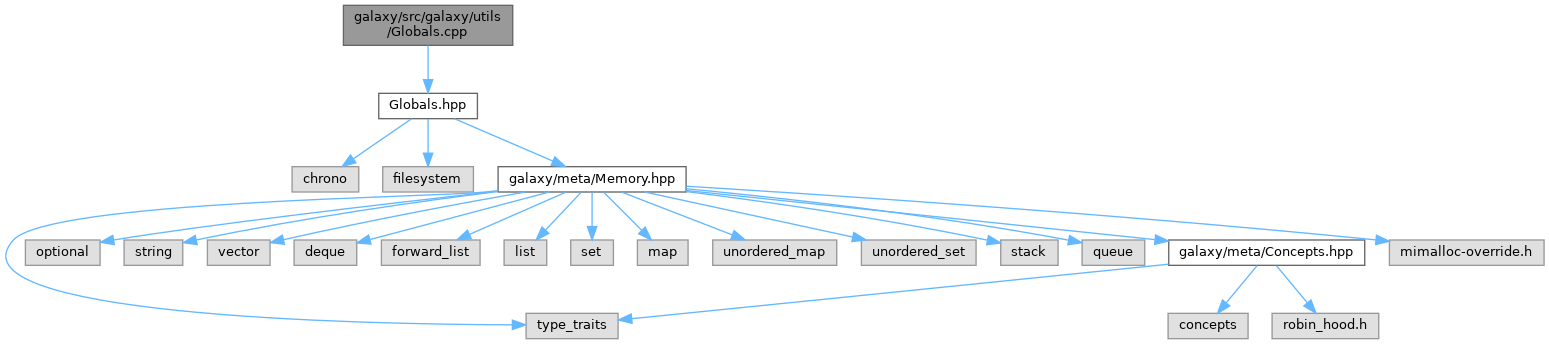 galaxy/src/galaxy/utils
/Globals.cpp
Globals.hpp
chrono
filesystem
galaxy/meta/Memory.hpp
optional
string
vector
deque
forward_list
list
set
map
unordered_map
unordered_set
stack
queue
galaxy/meta/Concepts.hpp
mimalloc-override.h
type_traits
concepts
robin_hood.h